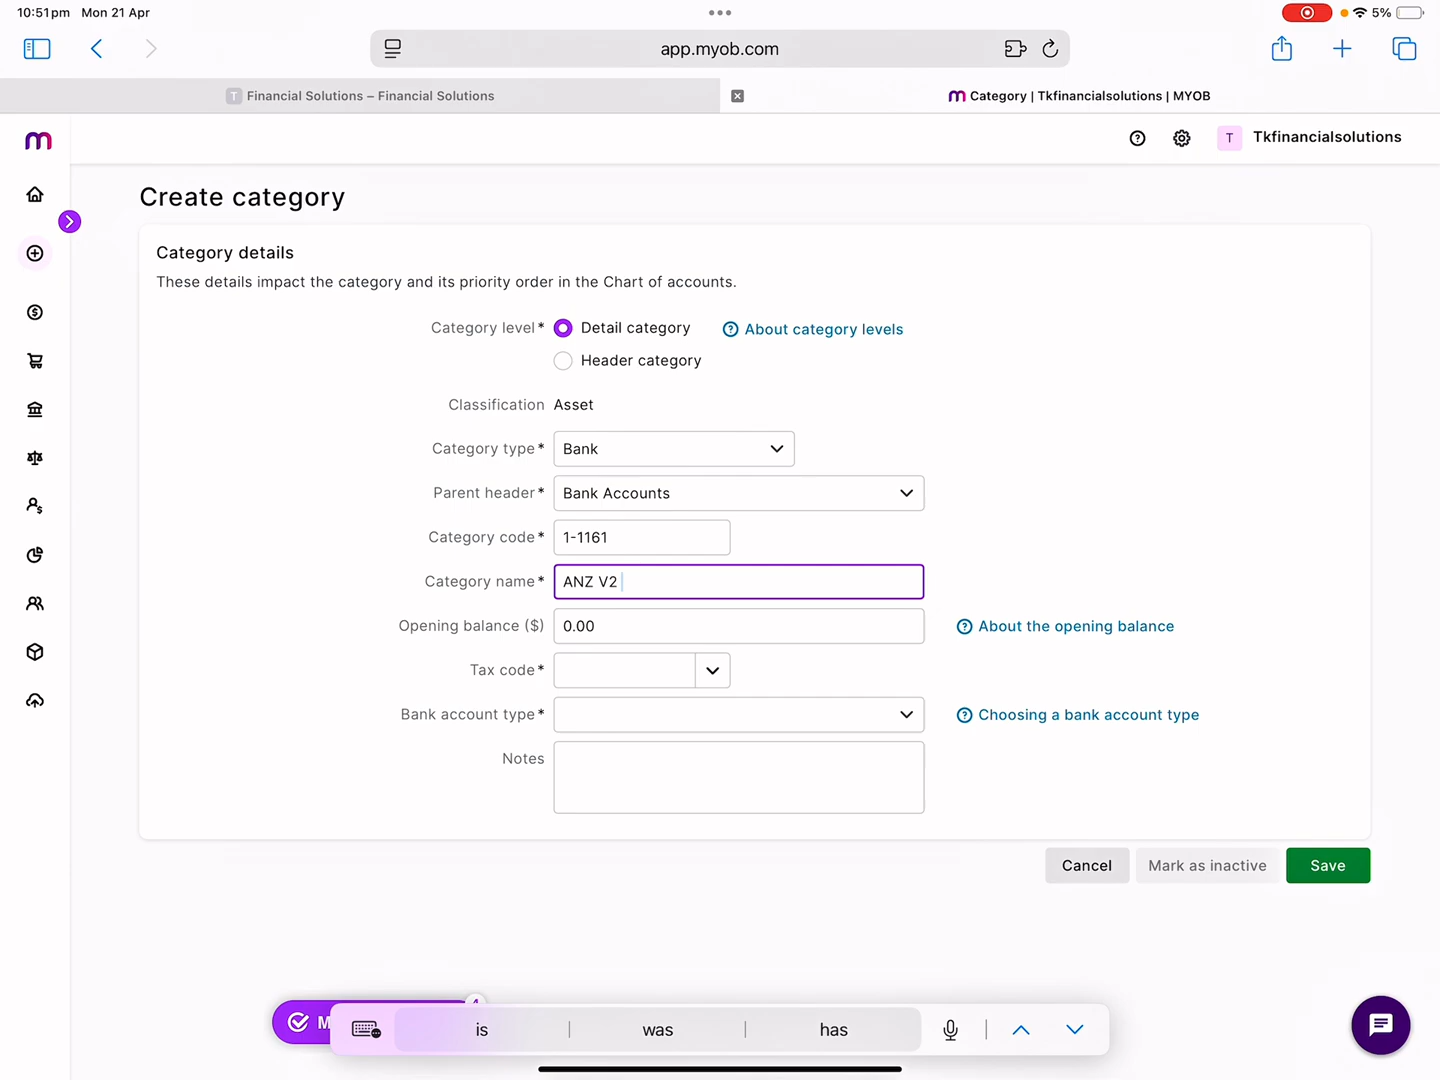 10:51pm Mon 21 Apr
5%
app.myob.com
T Financial Solutions – Financial Solutions
Category | Tkfinancialsolutions | MYOB
T Tkfinancialsolutions
Create category
Category details
These details impact the category and its priority order in the Chart of accounts.
Category level* Detail category About category levels
Header category
Classification Asset
Category type* Bank
Parent header* Bank Accounts
Category code* 1-1161
Category name* ANZ V2
Opening balance ($) 0.00 About the opening balance
Tax code*
Bank account type* Choosing a bank account type
Notes
Cancel Mark as inactive Save
M
is was has